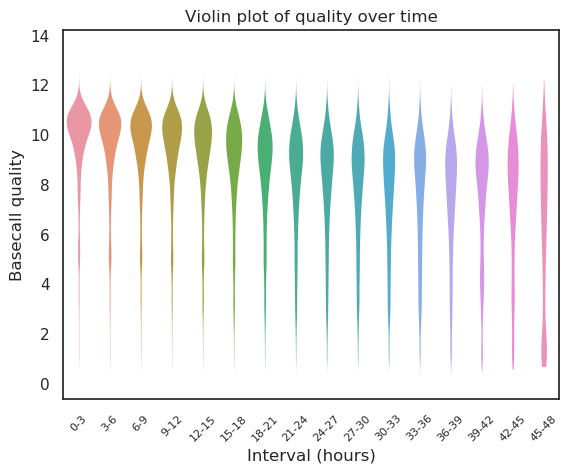 Violin plot of quality over time
14
12
10
8
6
4
2
0
Basecall quality
0-3 3-6 6-9 9-12 12-15 15-18 18-21 21-24 24-27 27-30 30-33 33-36 36-39 39-42 42-45 45-48
Interval (hours)